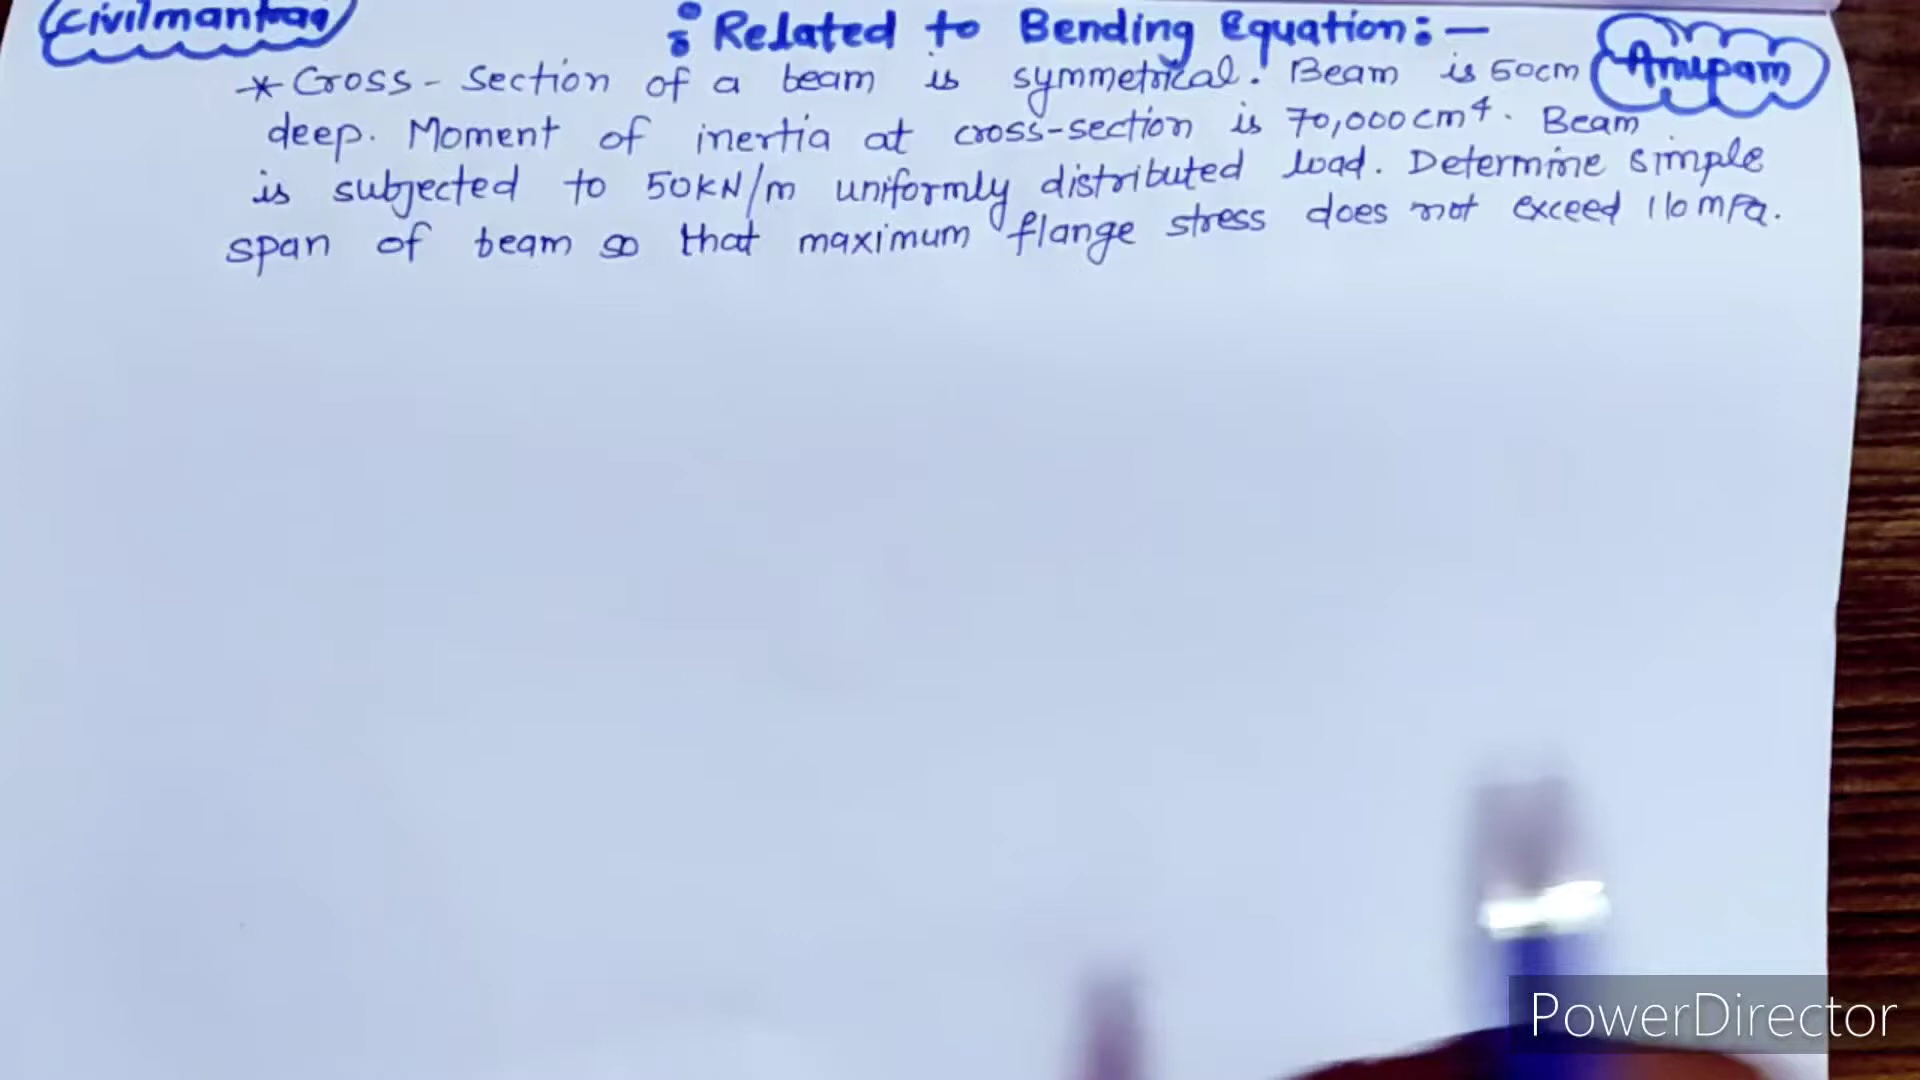 Civilmantraa
: Related to Bending Equation:—
Anupam
* Cross-section of a beam is symmetrical. Beam is 50cm
deep. Moment of inertia at cross-section is 70,000cm⁴. Beam
is subjected to 50kN/m uniformly distributed load. Determine simple
span of beam so that maximum flange stress does not exceed 110mPa.
PowerDirector